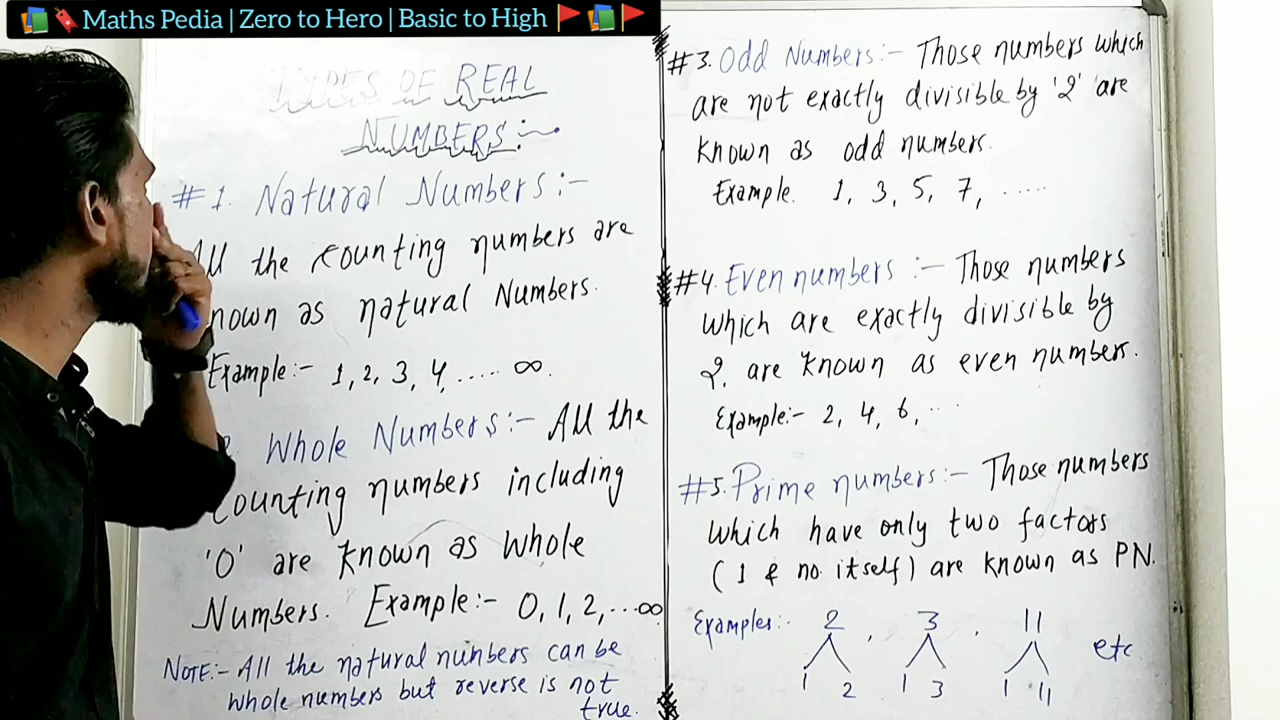 Maths Pedia | Zero to Hero | Basic to High
TYPES OF REAL
NUMBERS:-
#1. Natural Numbers:-
All the counting numbers are
nown as natural Numbers.
Example:- 1, 2, 3, 4, ..... ∞.
. Whole Numbers:- All the
Counting numbers including
'0' are known as whole
Numbers. Example:- 0, 1, 2, ...∞
NOTE:- All the natural nunbers can be
whole numbers but reverse is not
true.
#3. Odd Numbers:- Those numbers which
are not exactly divisible by '2' are
known as odd numbers.
Example. 1, 3, 5, 7, ......
#4. Even numbers :- Those numbers
which are exactly divisible by
2, are known as even numbers.
Example:- 2, 4, 6, ...
#5. Prime numbers:- Those numbers
which have only two factors
(1 & no. itself) are known as PN.
Examples:- 2 , 3 , 11 etc
1 2 1 3 1 11